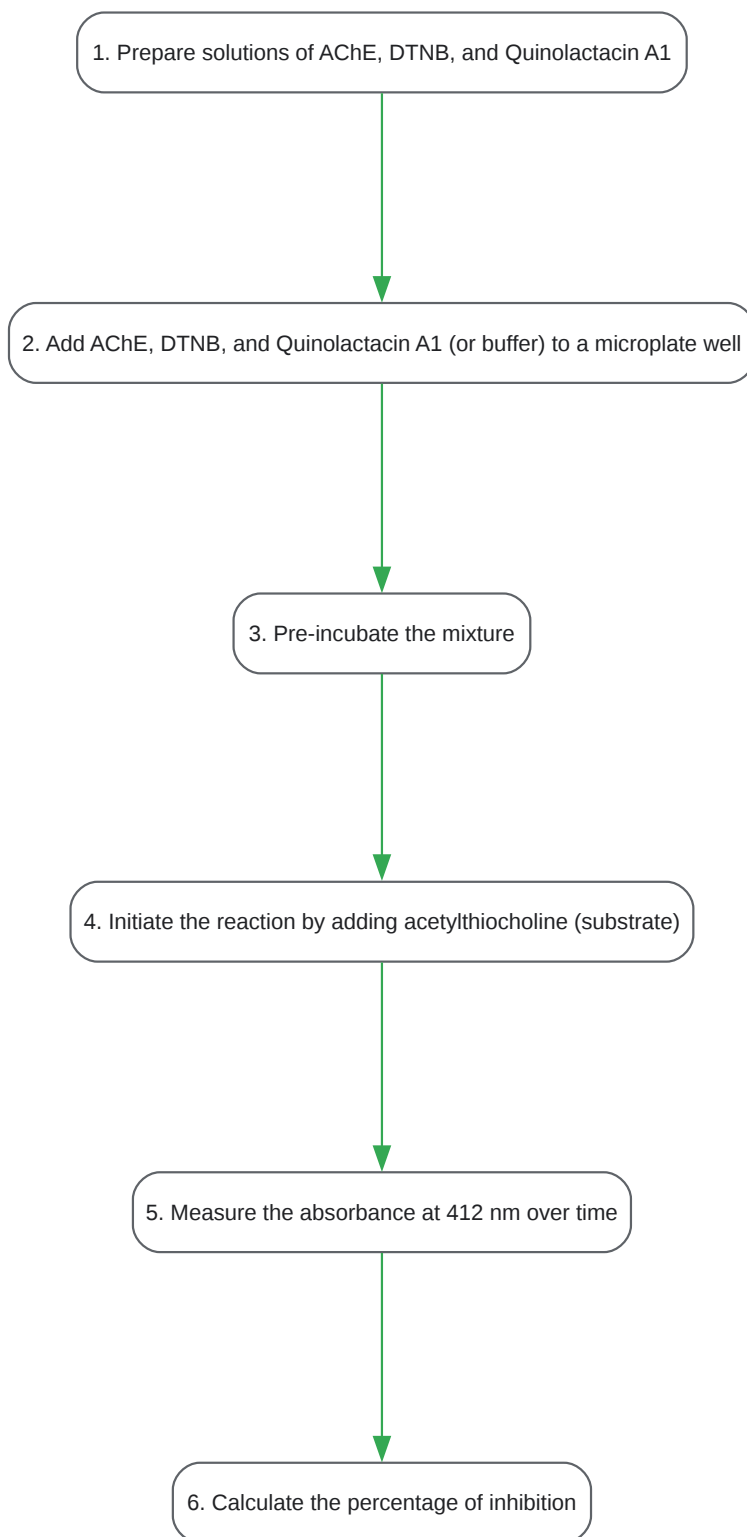 1. Prepare solutions of AChE, DTNB, and Quinolactacin A1
2. Add AChE, DTNB, and Quinolactacin A1 (or buffer) to a microplate well
3. Pre-incubate the mixture
4. Initiate the reaction by adding acetylthiocholine (substrate)
5. Measure the absorbance at 412 nm over time
6. Calculate the percentage of inhibition